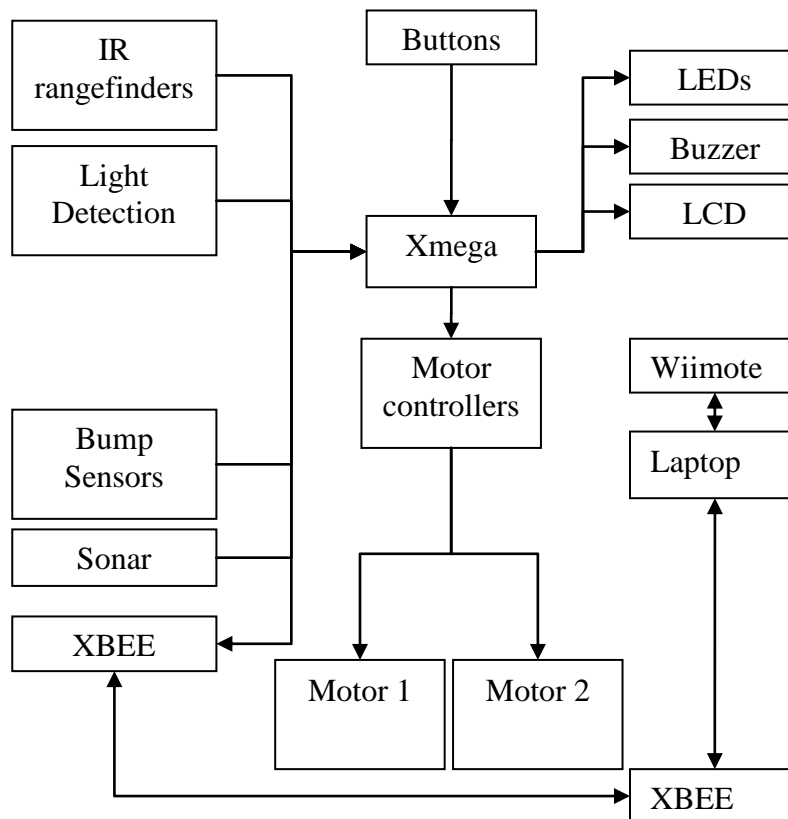 IR
rangefinders
Buttons
LEDs
Light
Detection
Buzzer
LCD
Xmega
Motor
controllers
Wiimote
Bump
Sensors
Laptop
Sonar
XBEE
Motor 1
Motor 2
XBEE